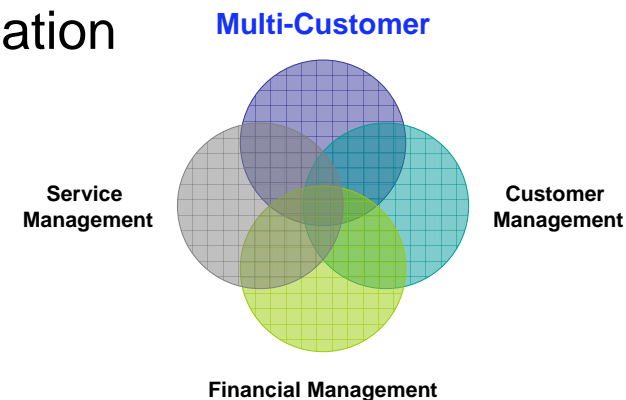 ation
Multi-Customer
Service
Management
Customer
Management
Financial Management